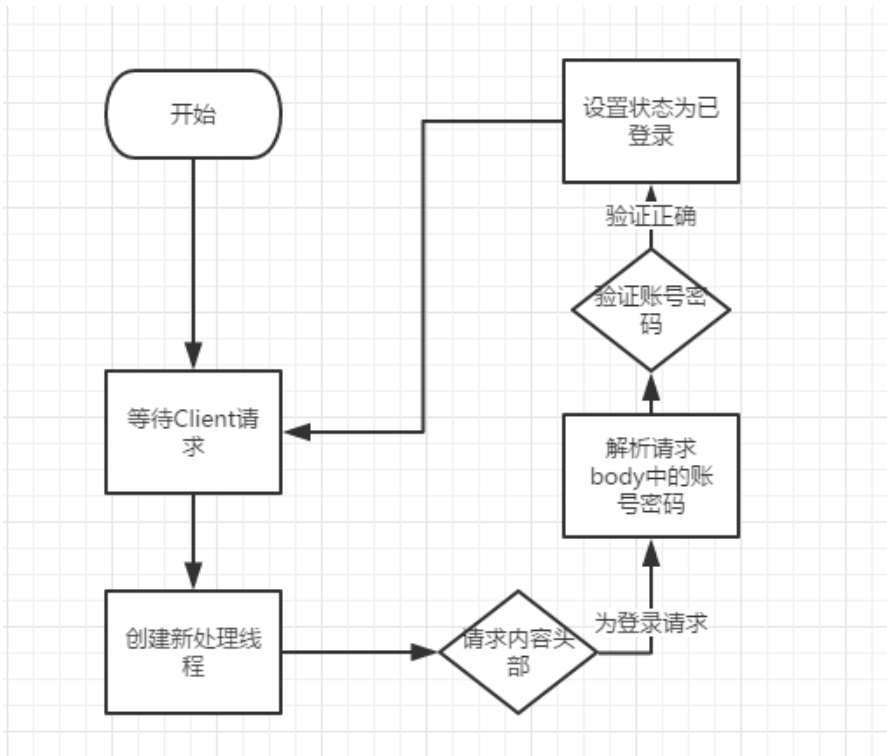 开始
等待Client请
求
创建新处理线
程
请求内容头
部
为登录请求
解析请求
body中的账
号密码
验证账号密
码
验证正确
设置状态为已
登录